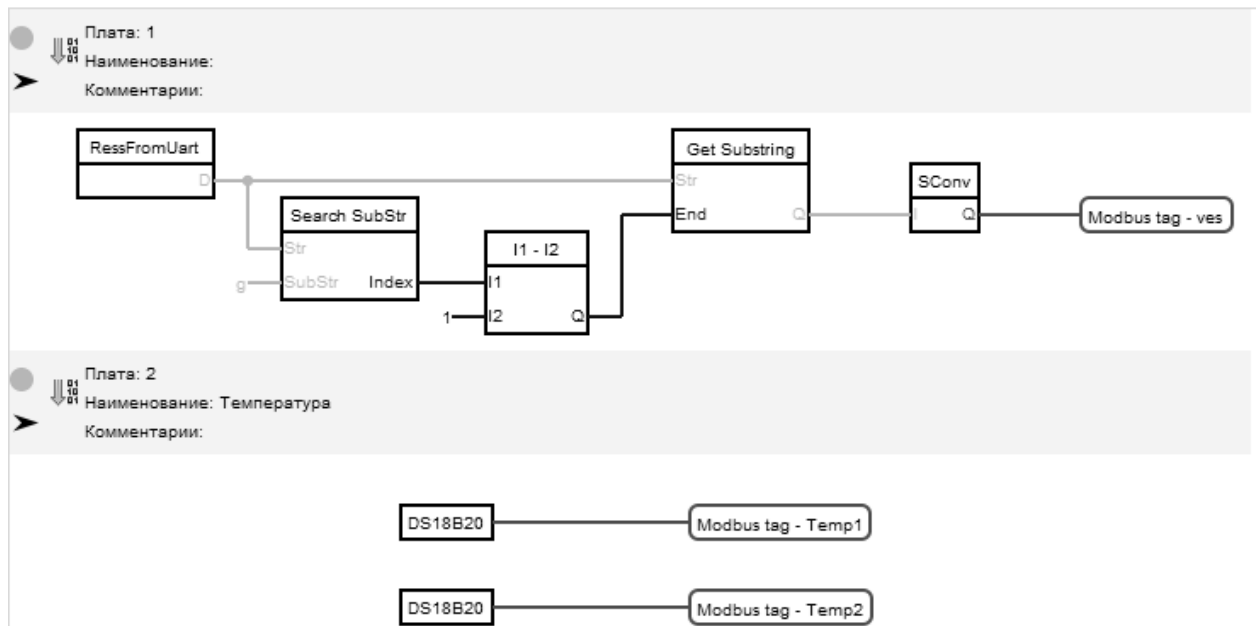 Плата: 1
Наименование:
Комментарии:
RessFromUart
D
Search SubStr
Str
SubStr
Index
g
I1 - I2
I1
I2
Q
1
Get Substring
Str
End
Q
SConv
I
Q
Modbus tag - ves
Плата: 2
Наименование: Температура
Комментарии:
DS18B20
Modbus tag - Temp1
DS18B20
Modbus tag - Temp2